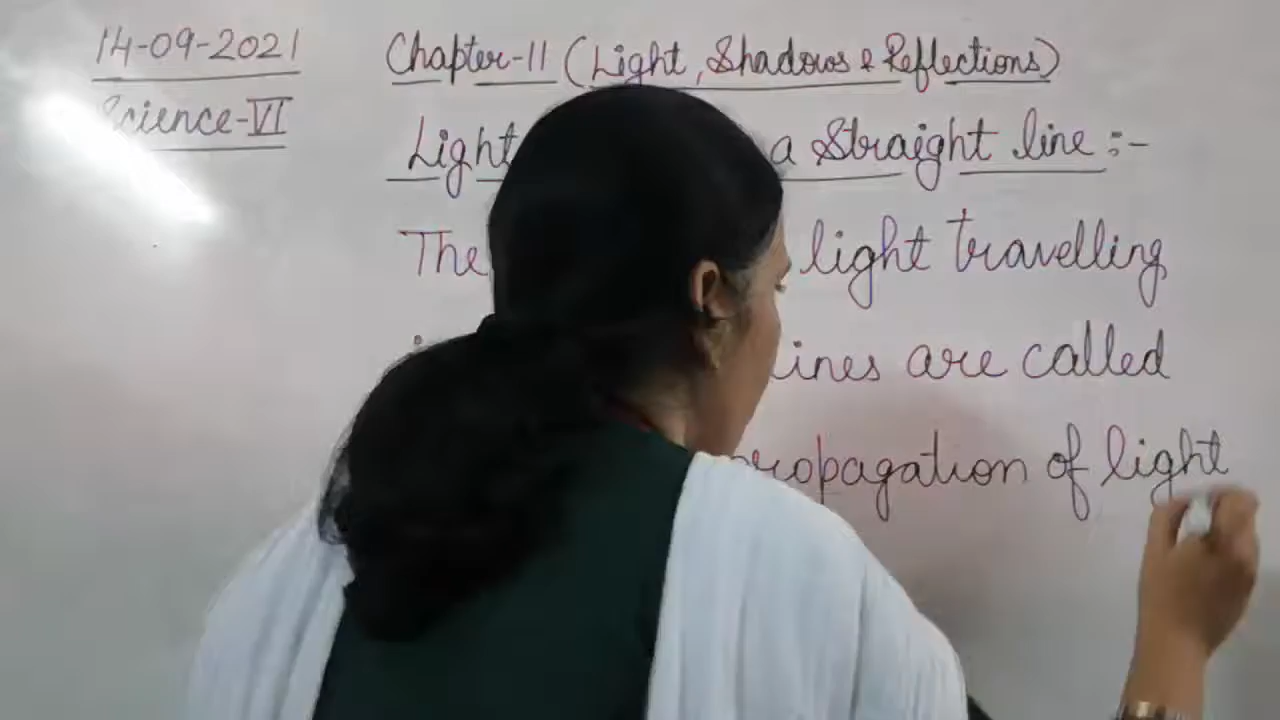 14-09-2021
Science-VI
Chapter-11 (Light, Shadows & Reflections)
Light a Straight line :-
The light travelling
are called
propagation of light